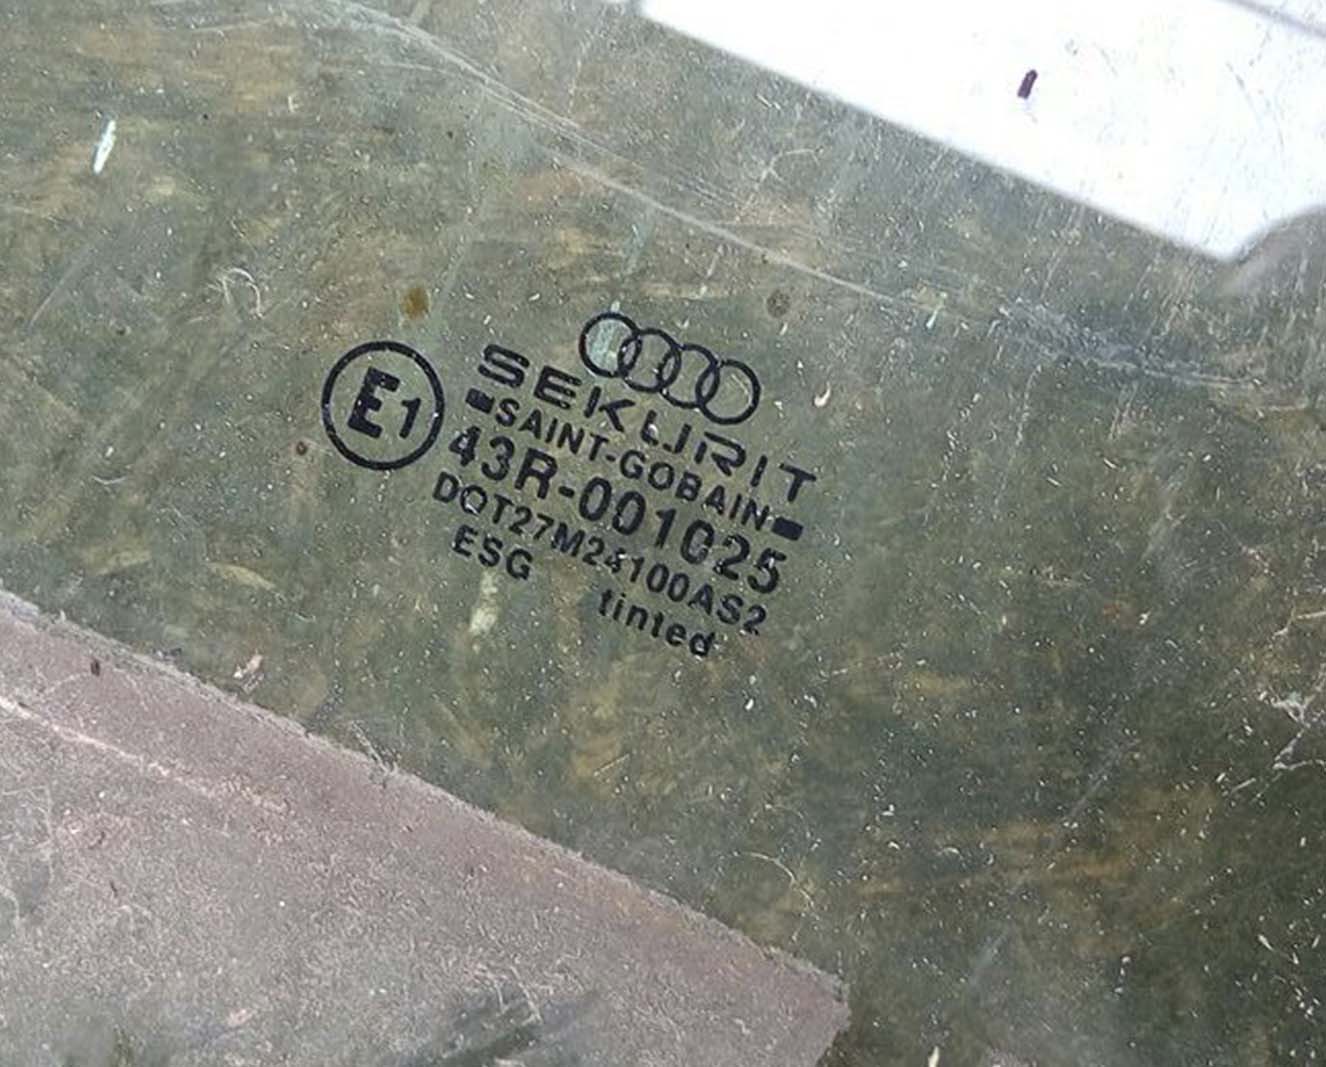 SEKURIT
SAINT-GOBAIN
E1
43R-001025
DOT27M24100AS2
ESG tinted